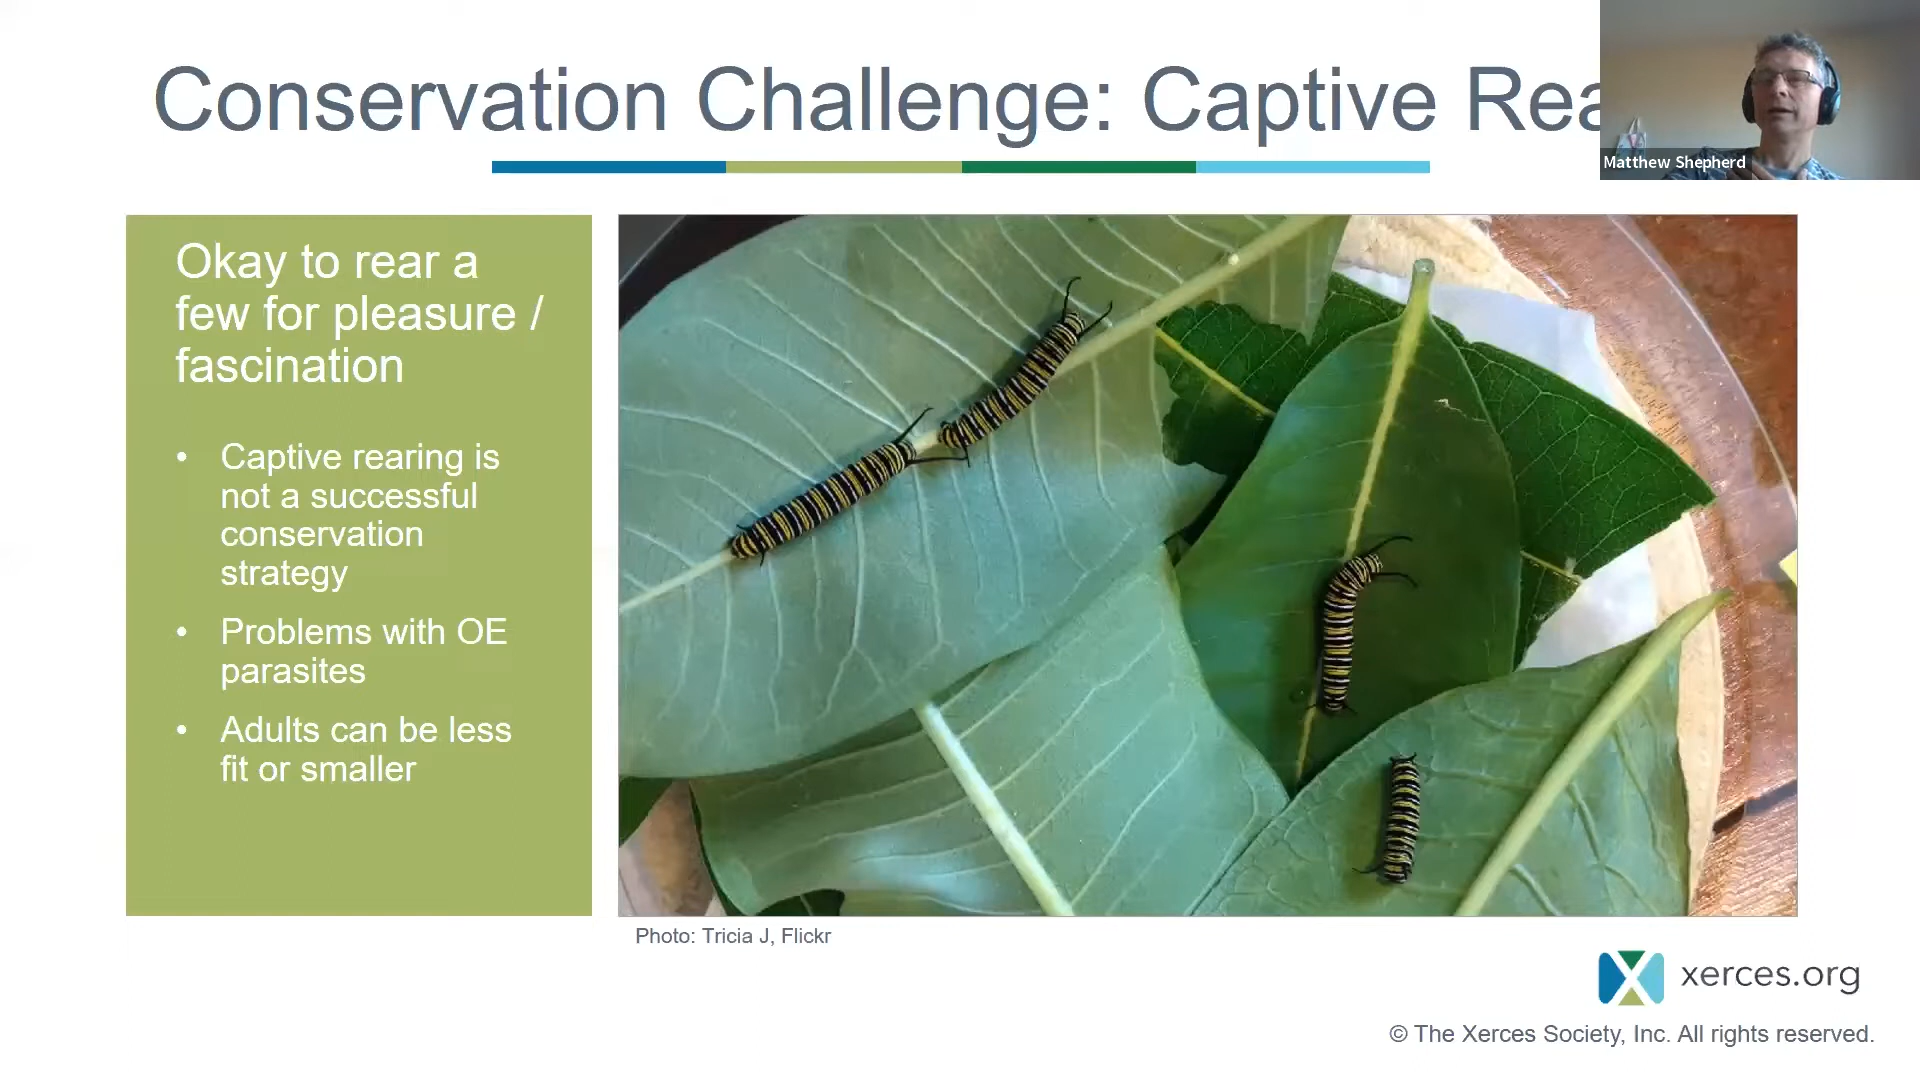 Conservation Challenge: Captive Rea
Matthew Shepherd
Okay to rear a
few for pleasure /
fascination
• Captive rearing is
not a successful
conservation
strategy
• Problems with OE
parasites
• Adults can be less
fit or smaller
Photo: Tricia J, Flickr
xerces.org
© The Xerces Society, Inc. All rights reserved.